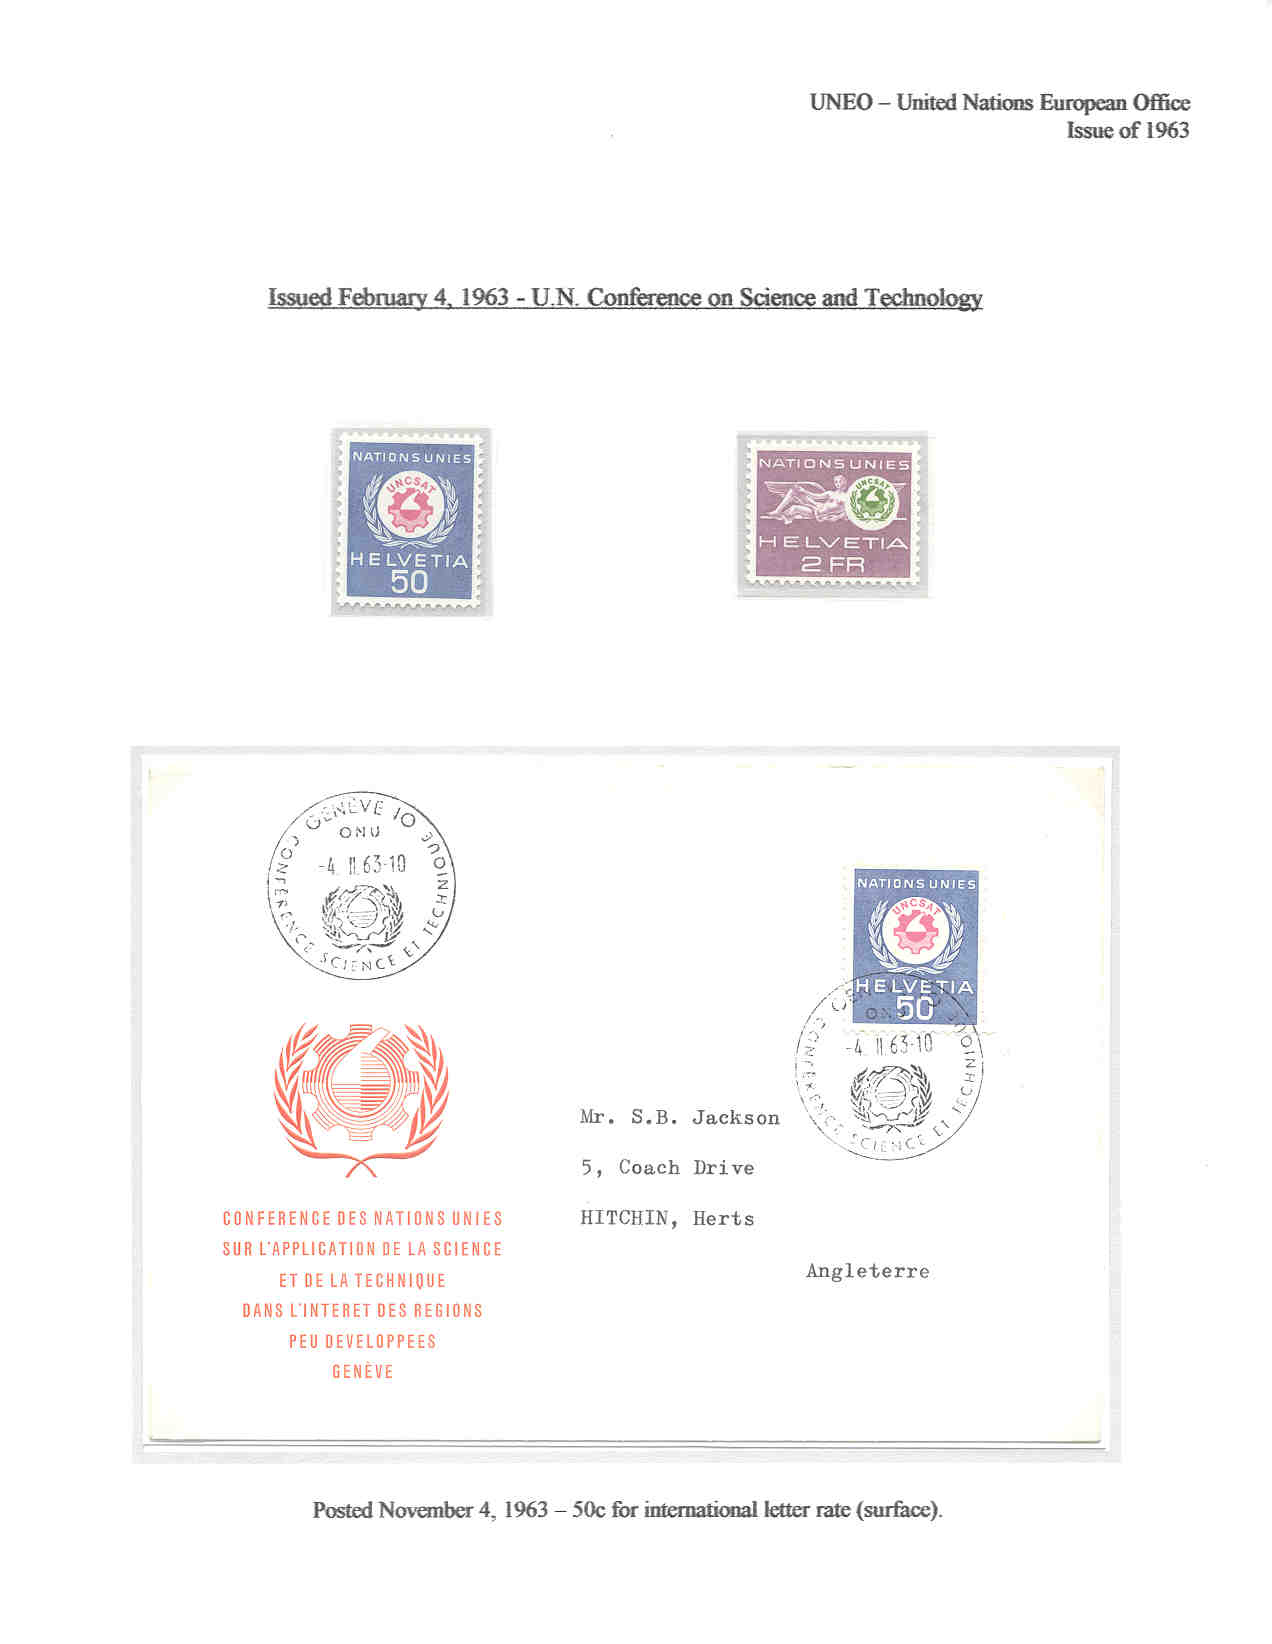 UNEO – United Nations European Office
Issue of 1963
Issued February 4, 1963 - U.N. Conference on Science and Technology
NATIONS UNIES
UNCSAT
HELVETIA
50
NATIONS UNIES
UNCSAT
HELVETIA
2 FR
GENÈVE 10
ONU
-4. II. 63-10
CONFERENCE SCIENCE ET TECHNIQUE
NATIONS UNIES
UNCSAT
HELVETIA
50
ONU
-4. II. 63-10
CONFERENCE SCIENCE ET TECHNIQUE
Mr. S.B. Jackson
5, Coach Drive
HITCHIN, Herts
Angleterre
CONFERENCE DES NATIONS UNIES
SUR L'APPLICATION DE LA SCIENCE
ET DE LA TECHNIQUE
DANS L'INTERET DES REGIONS
PEU DEVELOPPEES
GENÈVE
Posted November 4, 1963 – 50c for international letter rate (surface).